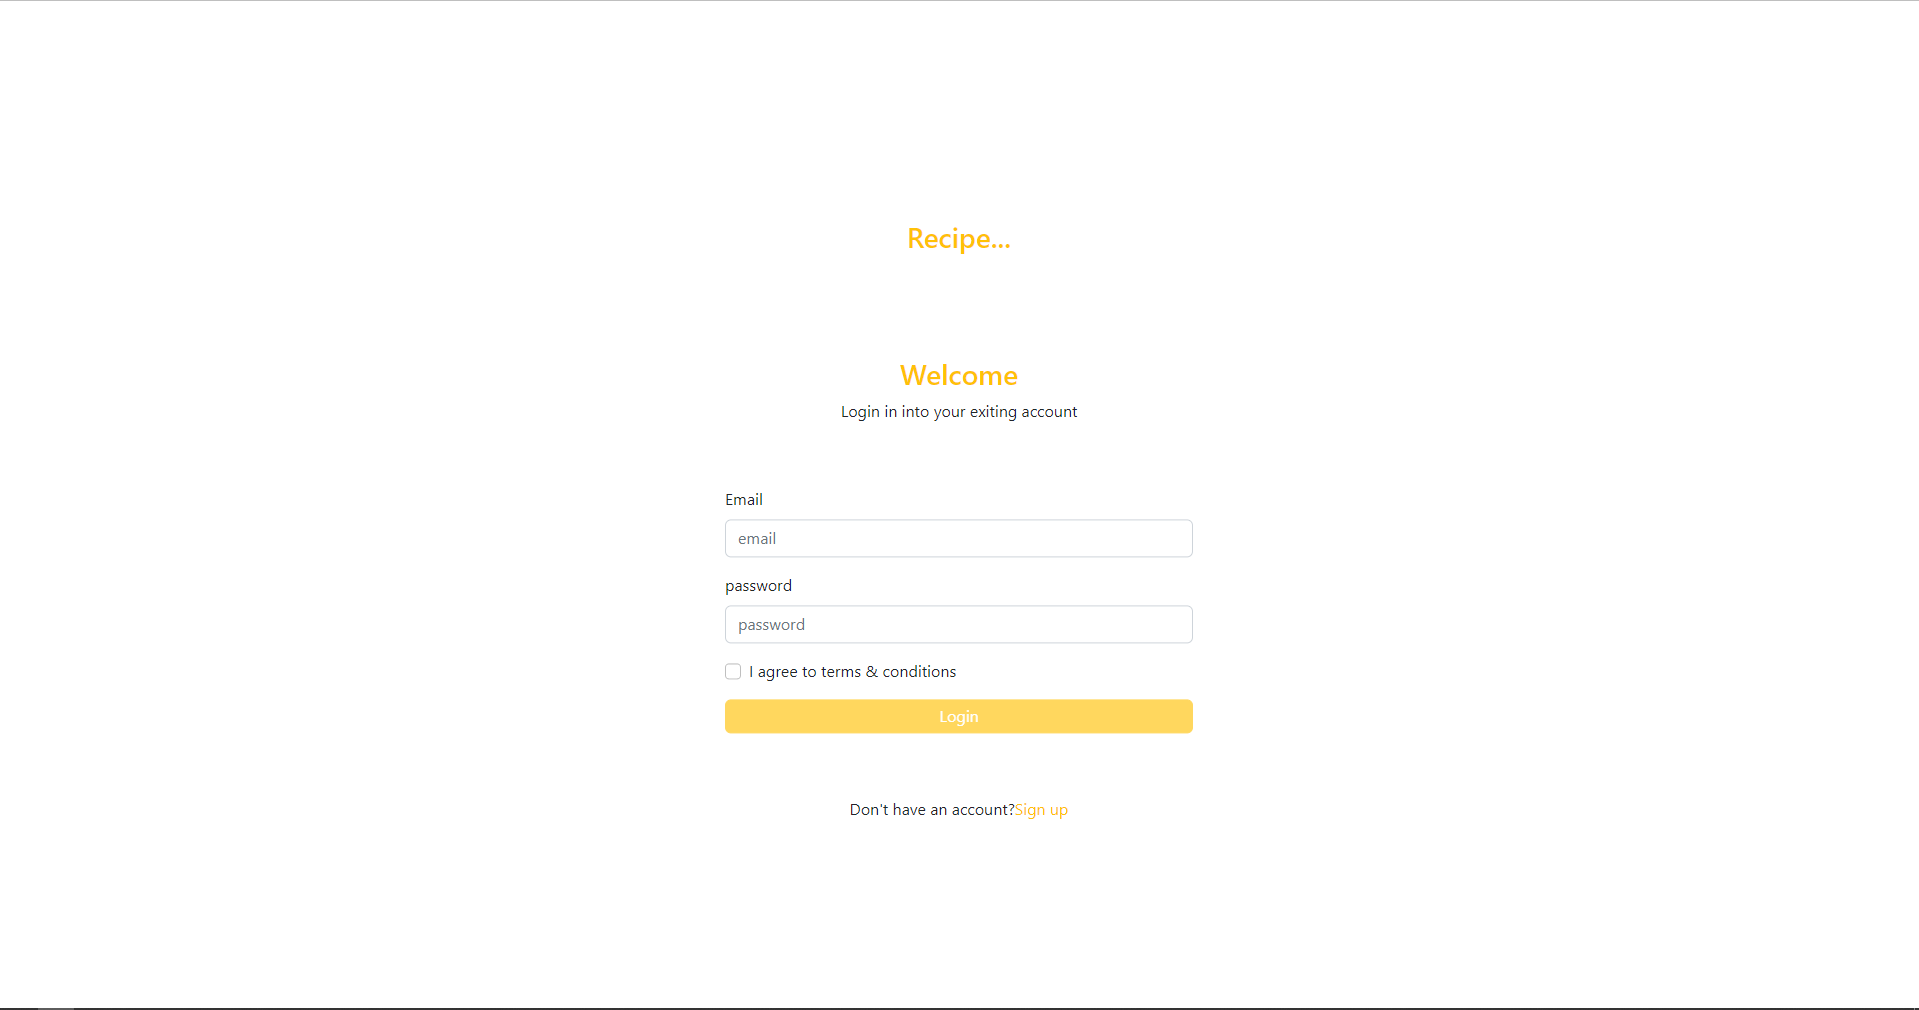 Recipe...
Welcome
Login in into your exiting account
Email
email
password
password
I agree to terms & conditions
Login
Don't have an account?Sign up